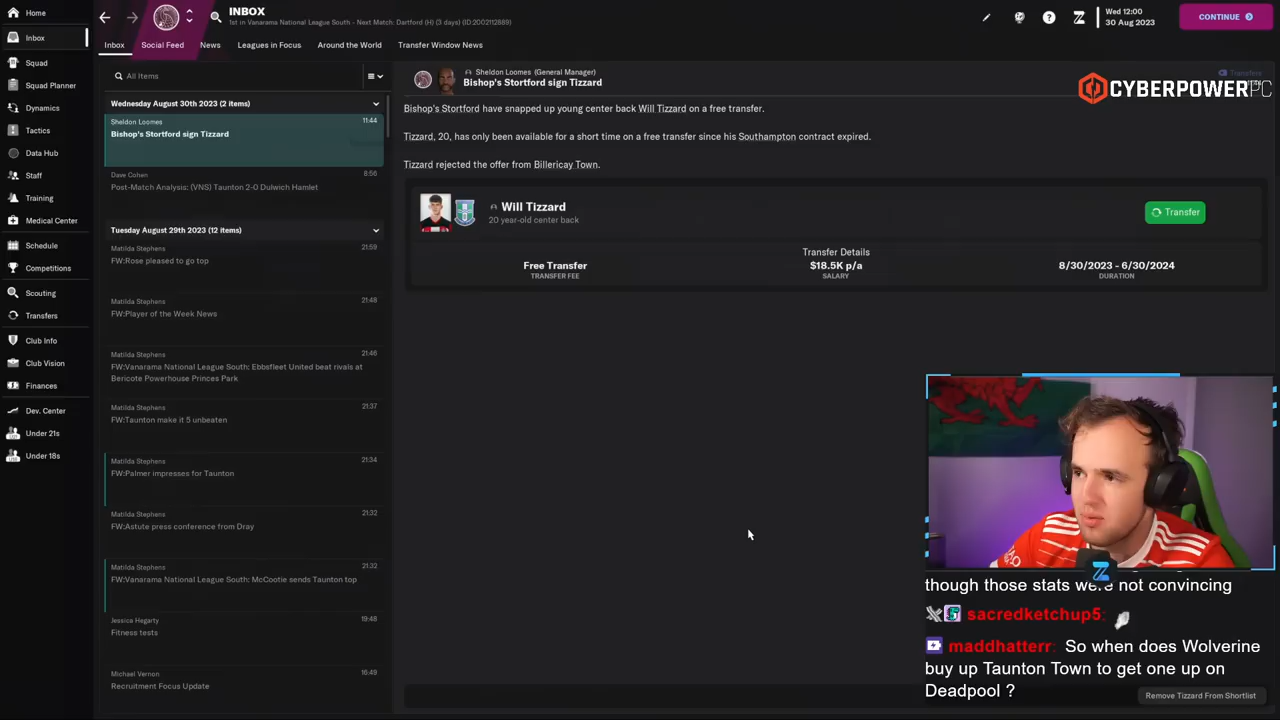 Home
Inbox
Squad
Squad Planner
Dynamics
Tactics
Data Hub
Staff
Training
Medical Center
Schedule
Competitions
Scouting
Transfers
Club Info
Club Vision
Finances
Dev. Center
Under 21s
Under 18s
INBOX
1st in Vanarama National League South - Next Match: Dartford (H) (3 days) (ID:2002112889)
Wed 12:00
30 Aug 2023
CONTINUE
Inbox
Social Feed
News
Leagues in Focus
Around the World
Transfer Window News
All Items
Wednesday August 30th 2023 (2 items)
Sheldon Loomes
11:44
Bishop's Stortford sign Tizzard
Dave Cohen
8:56
Post-Match Analysis: (VNS) Taunton 2-0 Dulwich Hamlet
Tuesday August 29th 2023 (12 items)
Matilda Stephens
21:59
FW:Rose pleased to go top
Matilda Stephens
21:48
FW:Player of the Week News
Matilda Stephens
21:46
FW:Vanarama National League South: Ebbsfleet United beat rivals at
Bericote Powerhouse Princes Park
Matilda Stephens
21:37
FW:Taunton make it 5 unbeaten
Matilda Stephens
21:34
FW:Palmer impresses for Taunton
Matilda Stephens
21:32
FW:Astute press conference from Dray
Matilda Stephens
21:32
FW:Vanarama National League South: McCootie sends Taunton top
Jessica Hegarty
19:48
Fitness tests
Michael Vernon
16:49
Recruitment Focus Update
Sheldon Loomes (General Manager)
Bishop's Stortford sign Tizzard
Transfers
CYBERPOWERPC
Bishop's Stortford have snapped up young center back Will Tizzard on a free transfer.
Tizzard, 20, has only been available for a short time on a free transfer since his Southampton contract expired.
Tizzard rejected the offer from Billericay Town.
Will Tizzard
20 year-old center back
Transfer
Transfer Details
Free Transfer
TRANSFER FEE
$18.5K p/a
SALARY
8/30/2023 - 6/30/2024
DURATION
though those stats were not convincing
sacredketchup5:
maddhatterr: So when does Wolverine
buy up Taunton Town to get one up on
Deadpool ?
Remove Tizzard From Shortlist